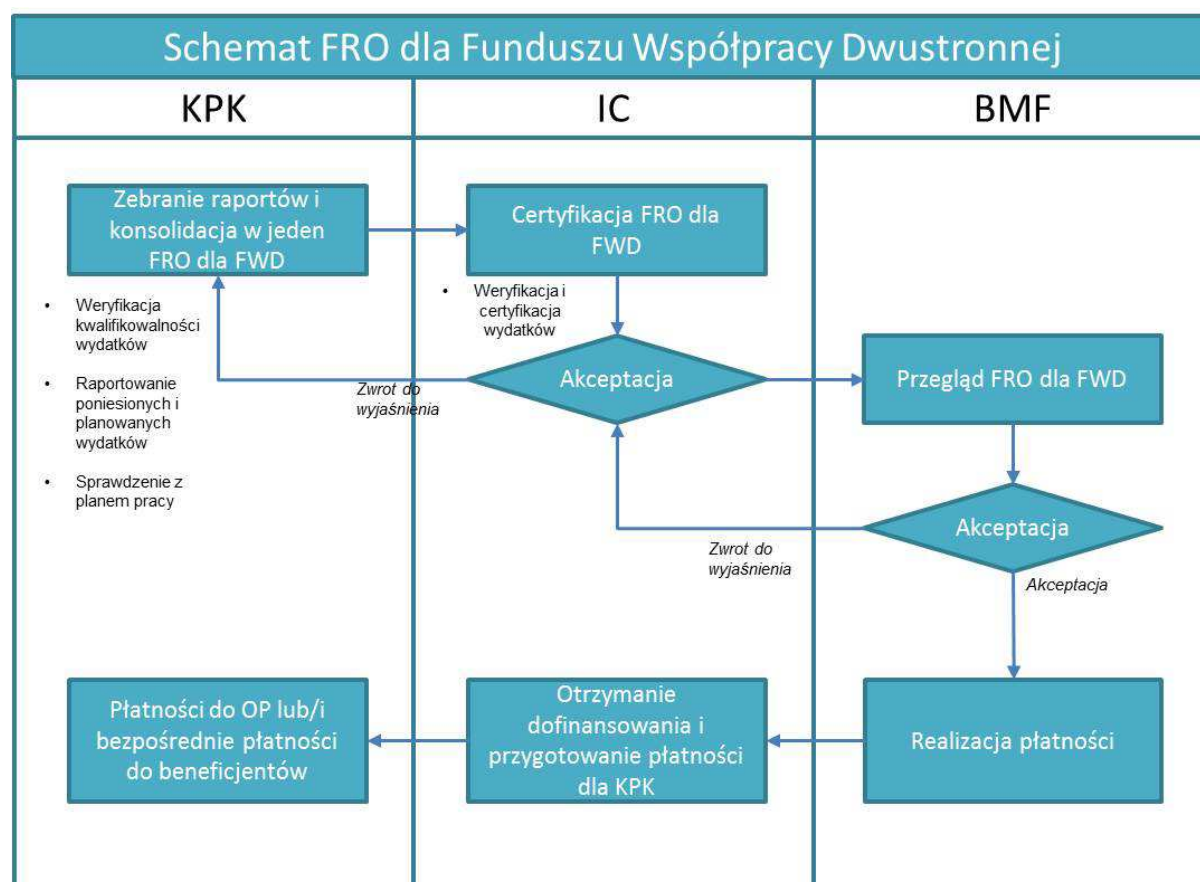 Schemat FRO dla Funduszu Współpracy Dwustronnej
KPK
IC
BMF
Zebranie raportów i
konsolidacja w jeden
FRO dla FWD
Certyfikacja FRO dla
FWD
• Weryfikacja
kwalifikowalności
wydatków
• Raportowanie
poniesionych i
planowanych
wydatków
• Sprawdzenie z
planem pracy
• Weryfikacja i
certyfikacja
wydatków
Akceptacja
Zwrot do
wyjaśnienia
Przegląd FRO dla FWD
Akceptacja
Zwrot do
wyjaśnienia
Akceptacja
Płatności do OP lub/i
bezpośrednie płatności
do beneficjentów
Otrzymanie
dofinansowania i
przygotowanie płatności
dla KPK
Realizacja płatności